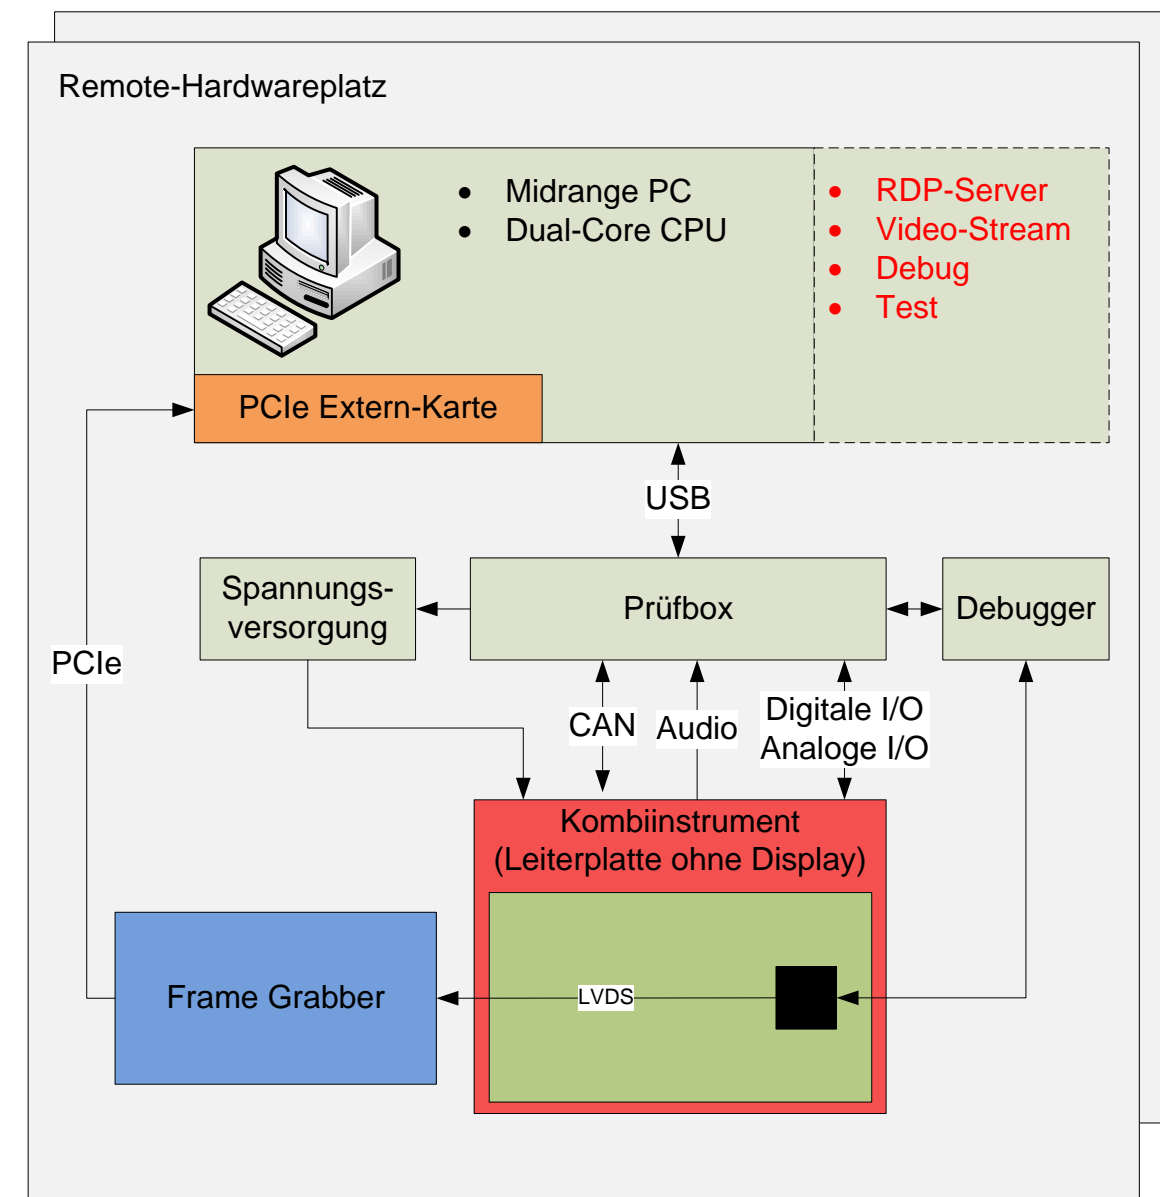 Remote-Hardwareplatz
• Midrange PC
• Dual-Core CPU
• RDP-Server
• Video-Stream
• Debug
• Test
PCIe Extern-Karte
USB
Spannungs-
versorgung
Prüfbox
Debugger
PCIe
CAN
Audio
Digitale I/O
Analoge I/O
Kombiinstrument
(Leiterplatte ohne Display)
Frame Grabber
LVDS